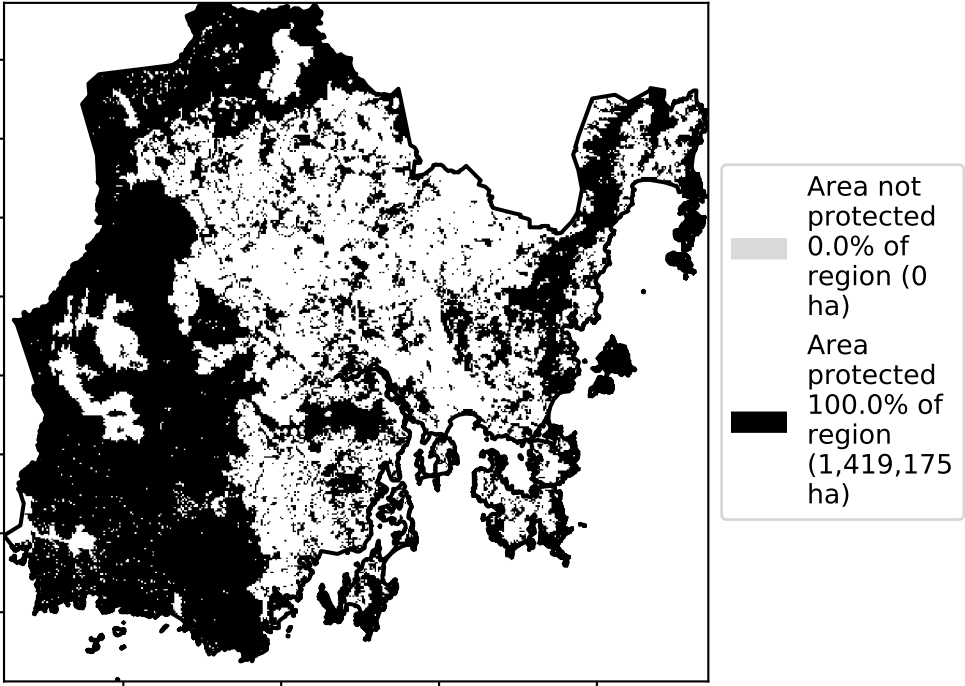 Area not
protected
0.0% of
region (0
ha)
Area
protected
100.0% of
region
(1,419,175
ha)